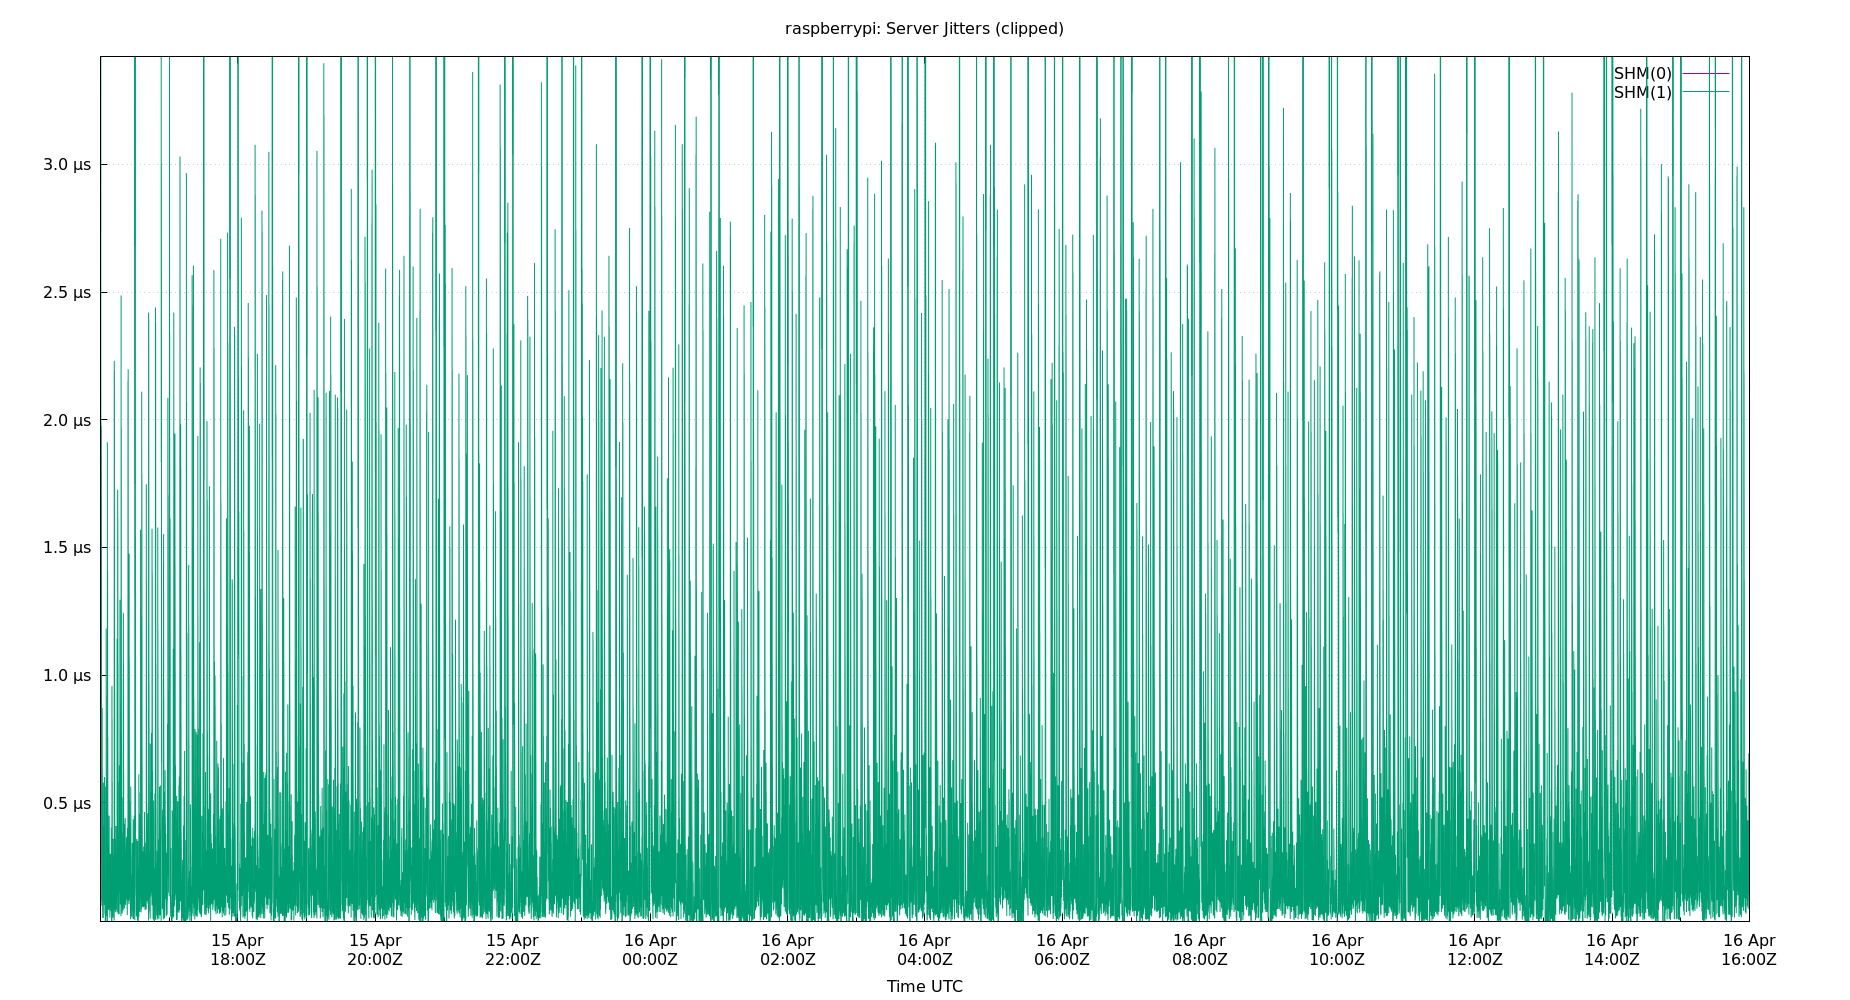 raspberrypi: Server Jitters (clipped)
SHM(0)
SHM(1)
3.0 µs
2.5 µs
2.0 µs
1.5 µs
1.0 µs
0.5 µs
15 Apr 15 Apr 15 Apr 16 Apr 16 Apr 16 Apr 16 Apr 16 Apr 16 Apr 16 Apr 16 Apr 16 Apr
18:00Z 20:00Z 22:00Z 00:00Z 02:00Z 04:00Z 06:00Z 08:00Z 10:00Z 12:00Z 14:00Z 16:00Z
Time UTC